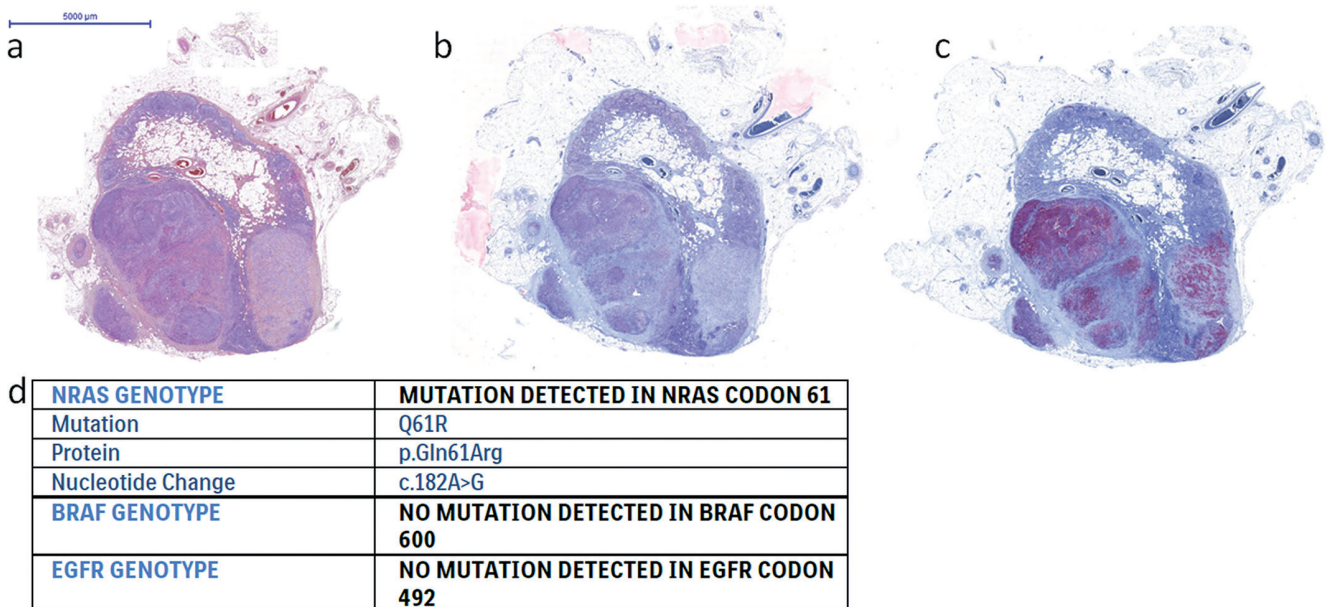 5000 µm
a
b
c
d
NRAS GENOTYPE MUTATION DETECTED IN NRAS CODON 61
Mutation Q61R
Protein p.Gln61Arg
Nucleotide Change c.182A>G
BRAF GENOTYPE NO MUTATION DETECTED IN BRAF CODON
600
EGFR GENOTYPE NO MUTATION DETECTED IN EGFR CODON
492